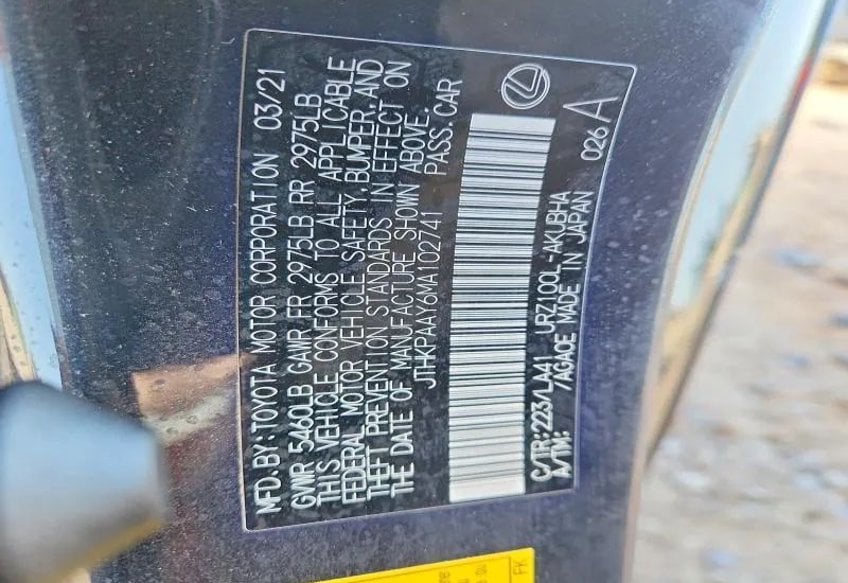 MFD. BY: TOYOTA MOTOR CORPORATION 03/21
GVWR 5460LB GAWR FR 2975LB RR 2975LB
THIS VEHICLE CONFORMS TO ALL APPLICABLE
FEDERAL MOTOR VEHICLE SAFETY, BUMPER, AND
THEFT PREVENTION STANDARDS IN EFFECT ON
THE DATE OF MANUFACTURE SHOWN ABOVE.
JTHKPAAY6MA102741 PASS. CAR
C/TR: 223/LA41 URZ100L-AKUBHA
A/TM: /AGA0E MADE IN JAPAN 026 A
FK